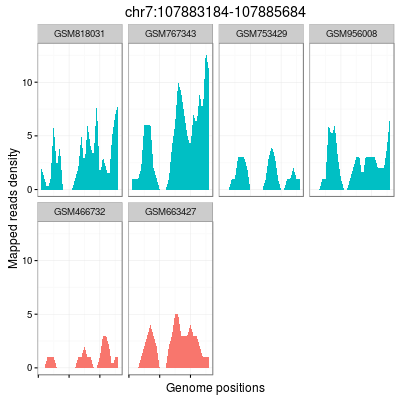 chr7:107883184-107885684
GSM818031 GSM767343 GSM753429 GSM956008
10
5
0
GSM466732 GSM663427
10
5
0
Mapped reads density
Genome positions